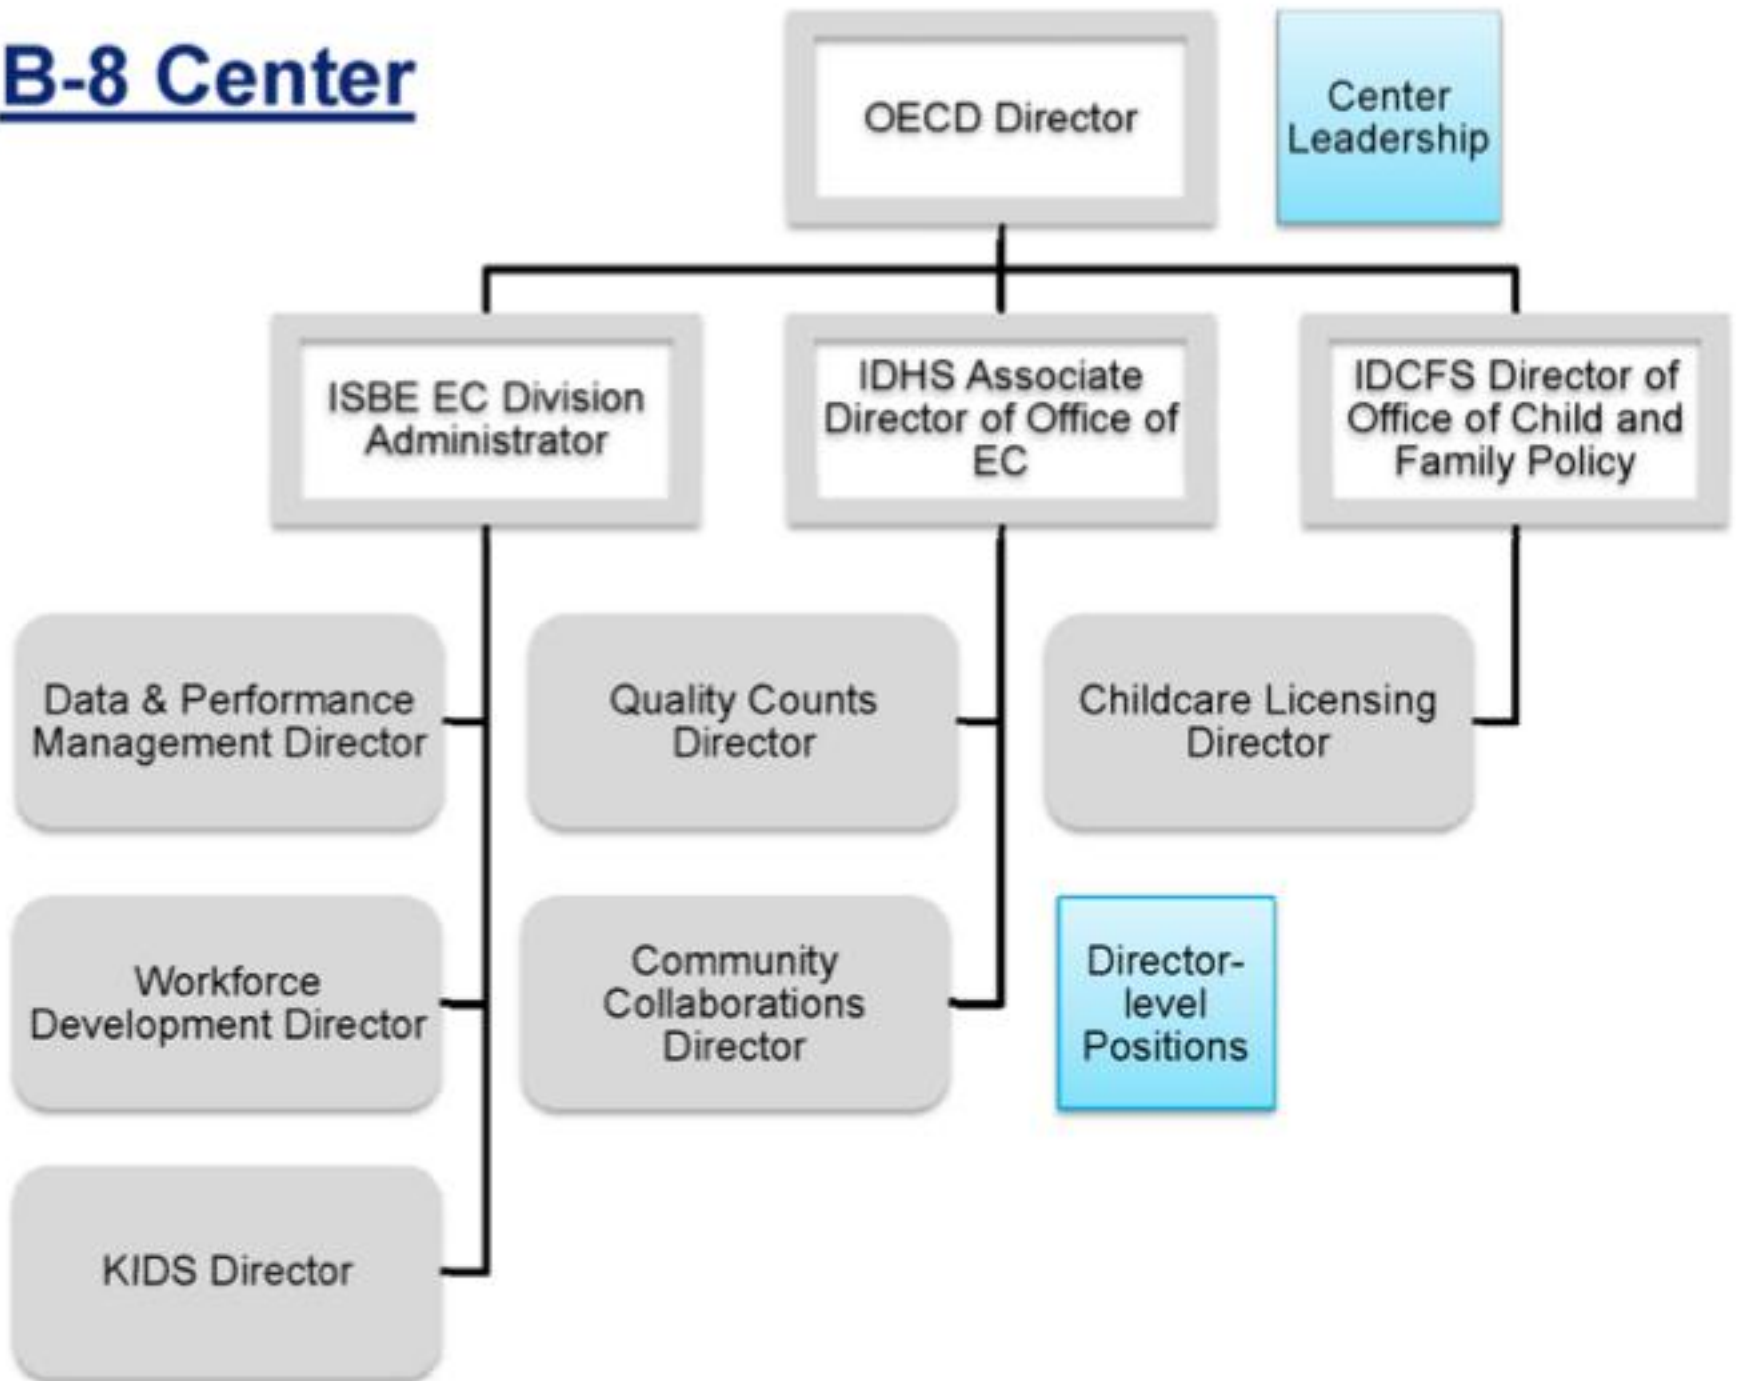 B-8 Center
OECD Director
Center
Leadership
ISBE EC Division
Administrator
IDHS Associate
Director of Office of
EC
IDCFS Director of
Office of Child and
Family Policy
Data & Performance
Management Director
Quality Counts
Director
Childcare Licensing
Director
Workforce
Development Director
Community
Collaborations
Director
Director-
level
Positions
KIDS Director